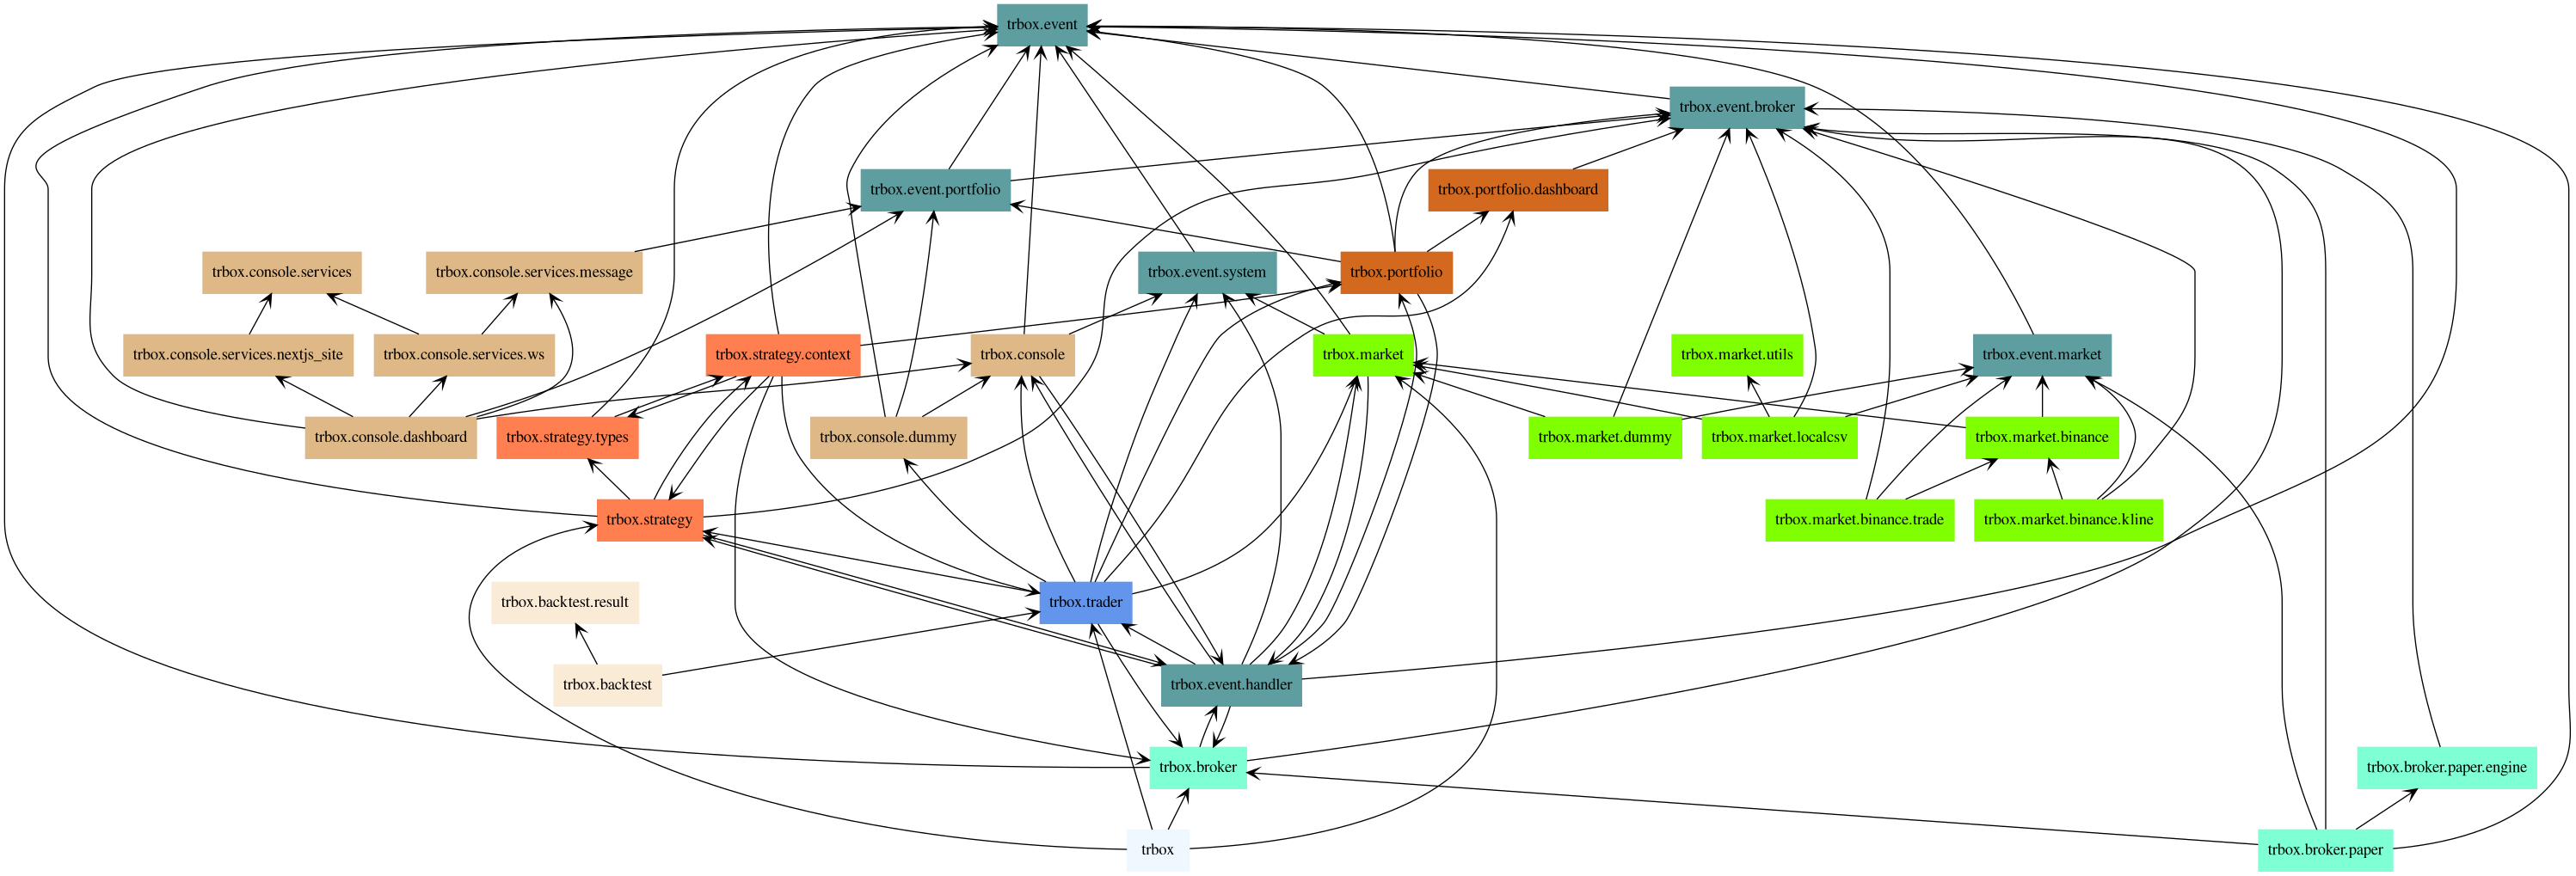 trbox.event
trbox.event.broker
trbox.event.portfolio
trbox.portfolio.dashboard
trbox.console.services
trbox.console.services.message
trbox.event.system
trbox.portfolio
trbox.console.services.nextjs_site
trbox.console.services.ws
trbox.strategy.context
trbox.console
trbox.market
trbox.market.utils
trbox.event.market
trbox.console.dashboard
trbox.strategy.types
trbox.console.dummy
trbox.market.dummy
trbox.market.localcsv
trbox.market.binance
trbox.strategy
trbox.market.binance.trade
trbox.market.binance.kline
trbox.backtest.result
trbox.trader
trbox.backtest
trbox.event.handler
trbox.broker
trbox.broker.paper.engine
trbox
trbox.broker.paper